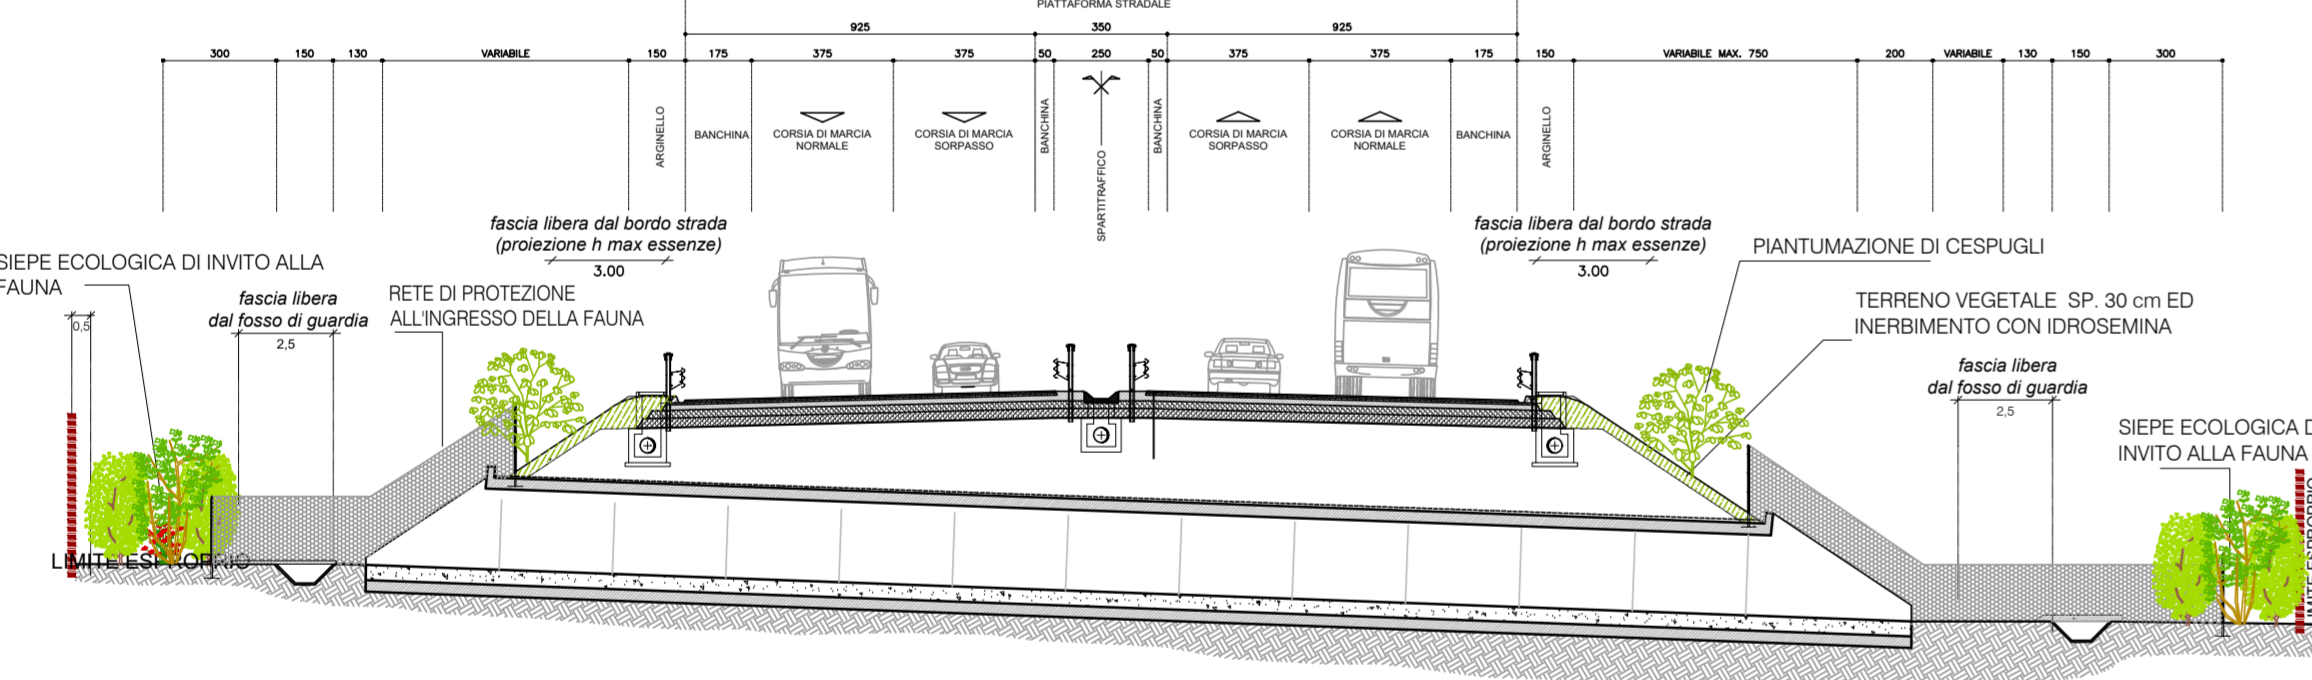 PIATTAFORMA STRADALE
925 350 925
300 150 130 VARIABILE 150 175 375 375 50 250 50 375 375 175 150 VARIABILE MAX. 750 200 VARIABILE 130 150 300
ARGINELLO
BANCHINA
CORSIA DI MARCIA
NORMALE
CORSIA DI MARCIA
SORPASSO
BANCHINA
SPARTITRAFFICO
BANCHINA
CORSIA DI MARCIA
SORPASSO
CORSIA DI MARCIA
NORMALE
BANCHINA
ARGINELLO
fascia libera dal bordo strada
(proiezione h max essenze)
3.00
fascia libera dal bordo strada
(proiezione h max essenze)
3.00
PIANTUMAZIONE DI CESPUGLI
SIEPE ECOLOGICA DI INVITO ALLA
FAUNA
0,5
fascia libera
dal fosso di guardia
2,5
RETE DI PROTEZIONE
ALL'INGRESSO DELLA FAUNA
TERRENO VEGETALE SP. 30 cm ED
INERBIMENTO CON IDROSEMINA
fascia libera
dal fosso di guardia
2,5
SIEPE ECOLOGICA D
INVITO ALLA FAUNA
LIMITE ESPROPRIO
LIMITE ESPROPRIO